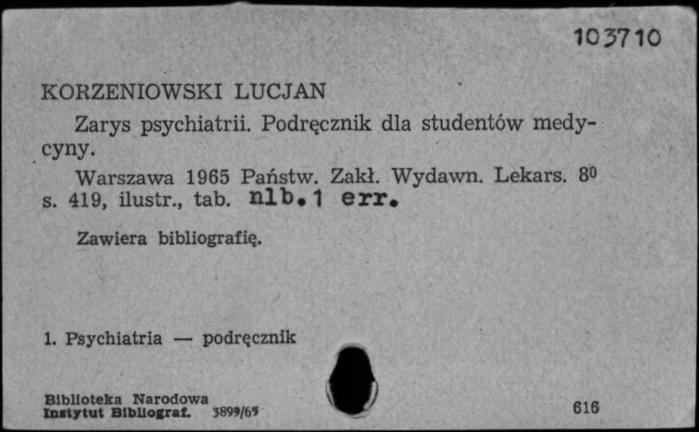 103710
KORZENIOWSKI LUCJAN
Zarys psychiatrii. Podręcznik dla studentów medy-
cyny.
Warszawa 1965 Państw. Zakł. Wydawn. Lekars. 8⁰
s. 419, ilustr., tab. nlb. 1 err.
Zawiera bibliografię.
1. Psychiatria — podręcznik
Biblioteka Narodowa
Instytut Bibliograf. 3899/65 616